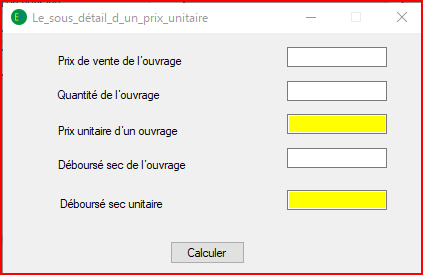 E Le_sous_détail_d_un_prix_unitaire
Prix de vente de l'ouvrage
Quantité de l'ouvrage
Prix unitaire d'un ouvrage
Déboursé sec de l'ouvrage
Déboursé sec unitaire
Calculer